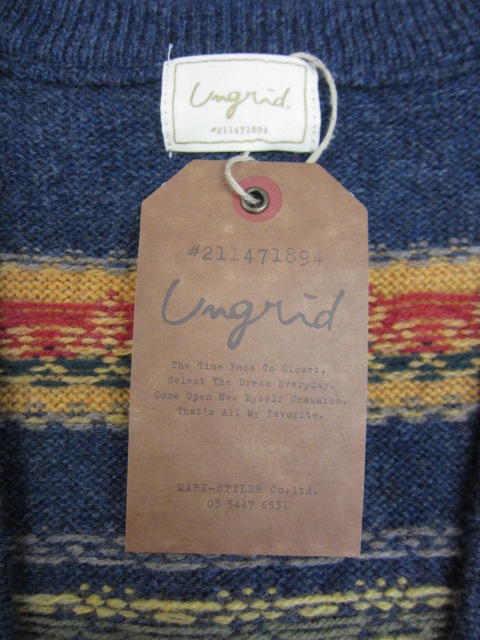 Ungrid.
#211471894
#211471894
Ungrid
The Time Face To Closet,
Select The Dress Everyday.
Come Open New Myself Unawares.
That's All My Favorite.
MARK-STYLER Co.ltd.
03 5447 6531